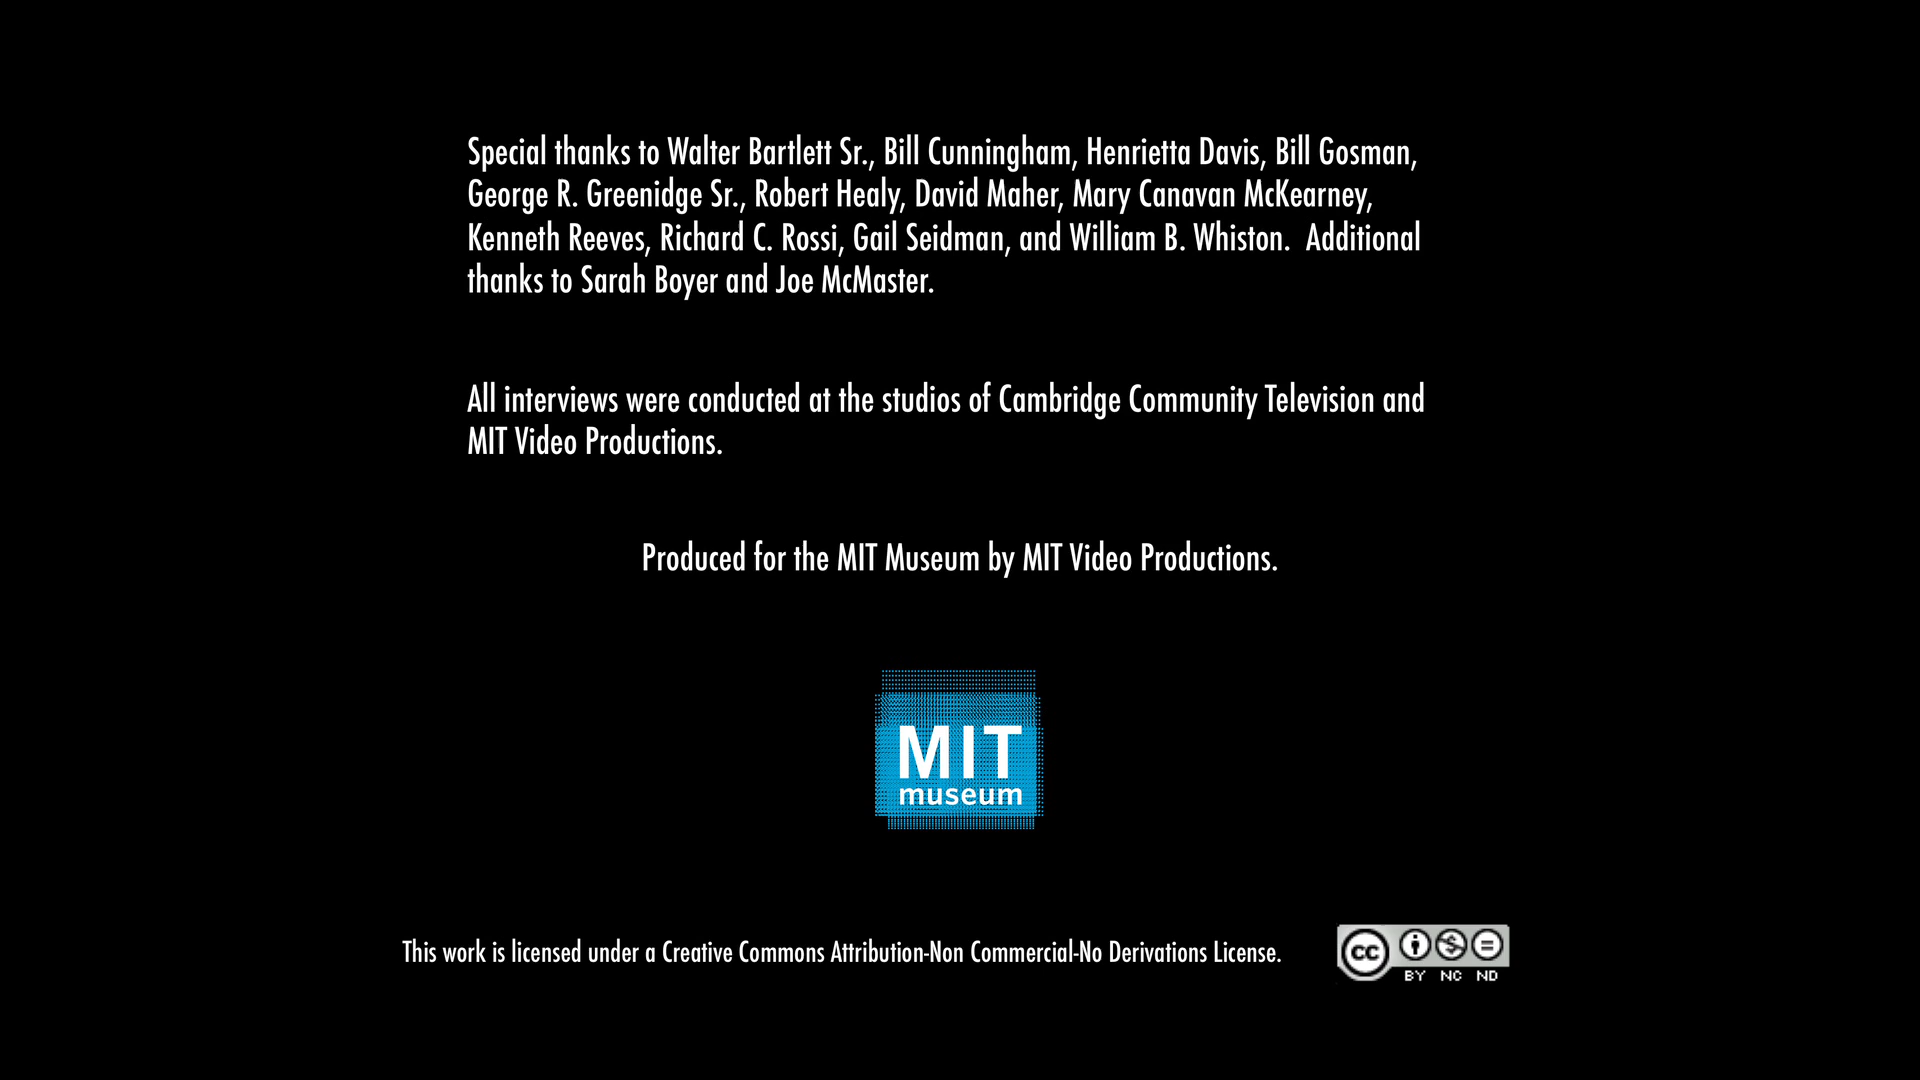 Special thanks to Walter Bartlett Sr., Bill Cunningham, Henrietta Davis, Bill Gosman,
George R. Greenidge Sr., Robert Healy, David Maher, Mary Canavan McKearney,
Kenneth Reeves, Richard C. Rossi, Gail Seidman, and William B. Whiston.  Additional
thanks to Sarah Boyer and Joe McMaster.
All interviews were conducted at the studios of Cambridge Community Television and
MIT Video Productions.
Produced for the MIT Museum by MIT Video Productions.
MIT
museum
This work is licensed under a Creative Commons Attribution-Non Commercial-No Derivations License.
cc
BY NC ND